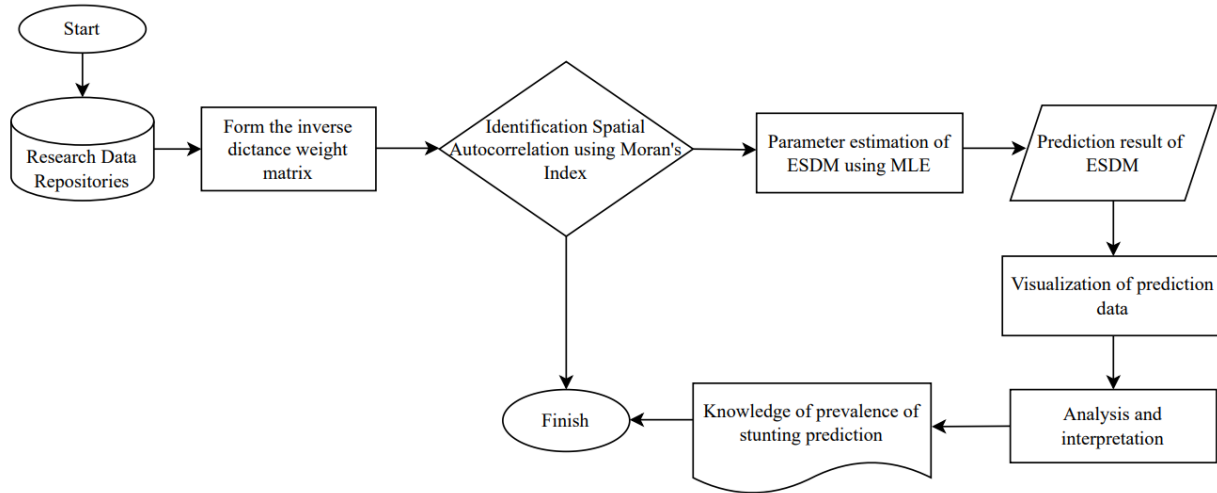 Start
Research Data
Repositories
Form the inverse
dictance weight
matrix
Identification Spatial
Autocorrelation using Moran's
Index
Parameter estimation of
ESDM using MLE
Prediction result of
ESDM
Visualization of prediction
data
Analysis and
interpretation
Knowledge of prevalence of
stunting prediction
Finish